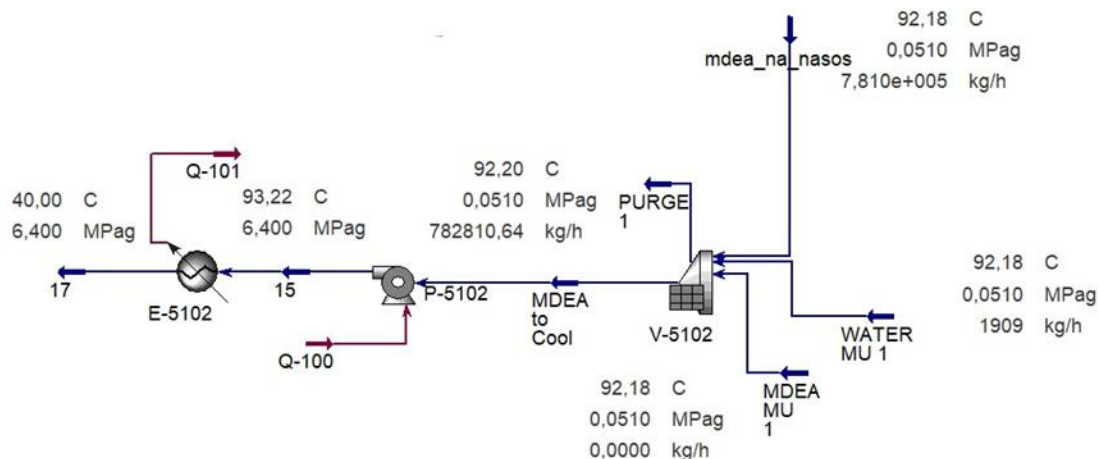 92,18 C
0,0510 MPag
7,810e+005 kg/h
mdea_na_nasos
Q-101
40,00 C
6,400 MPag
93,22 C
6,400 MPag
92,20 C
0,0510 MPag
782810,64 kg/h
PURGE
1
17
E-5102
15
P-5102
MDEA
to
Cool
V-5102
Q-100
WATER
MU 1
92,18 C
0,0510 MPag
1909 kg/h
MDEA
MU
1
92,18 C
0,0510 MPag
0,0000 kg/h